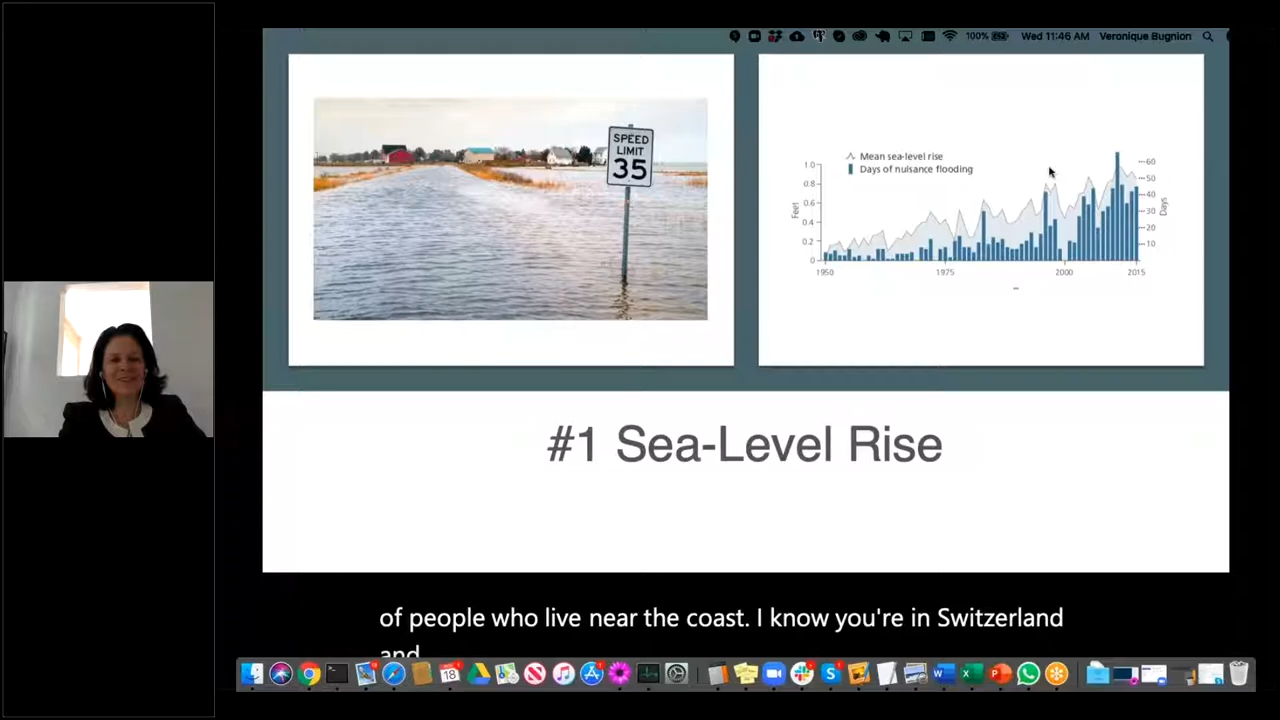 100% Wed 11:46 AM Veronique Bugnion
SPEED
LIMIT
35
Mean sea-level rise
Days of nuisance flooding
1.0
0.8
0.6
0.4
0.2
0
Feet
60
50
40
30
20
10
Days
1950 1975 2000 2015
#1 Sea-Level Rise
of people who live near the coast. I know you're in Switzerland
and
18